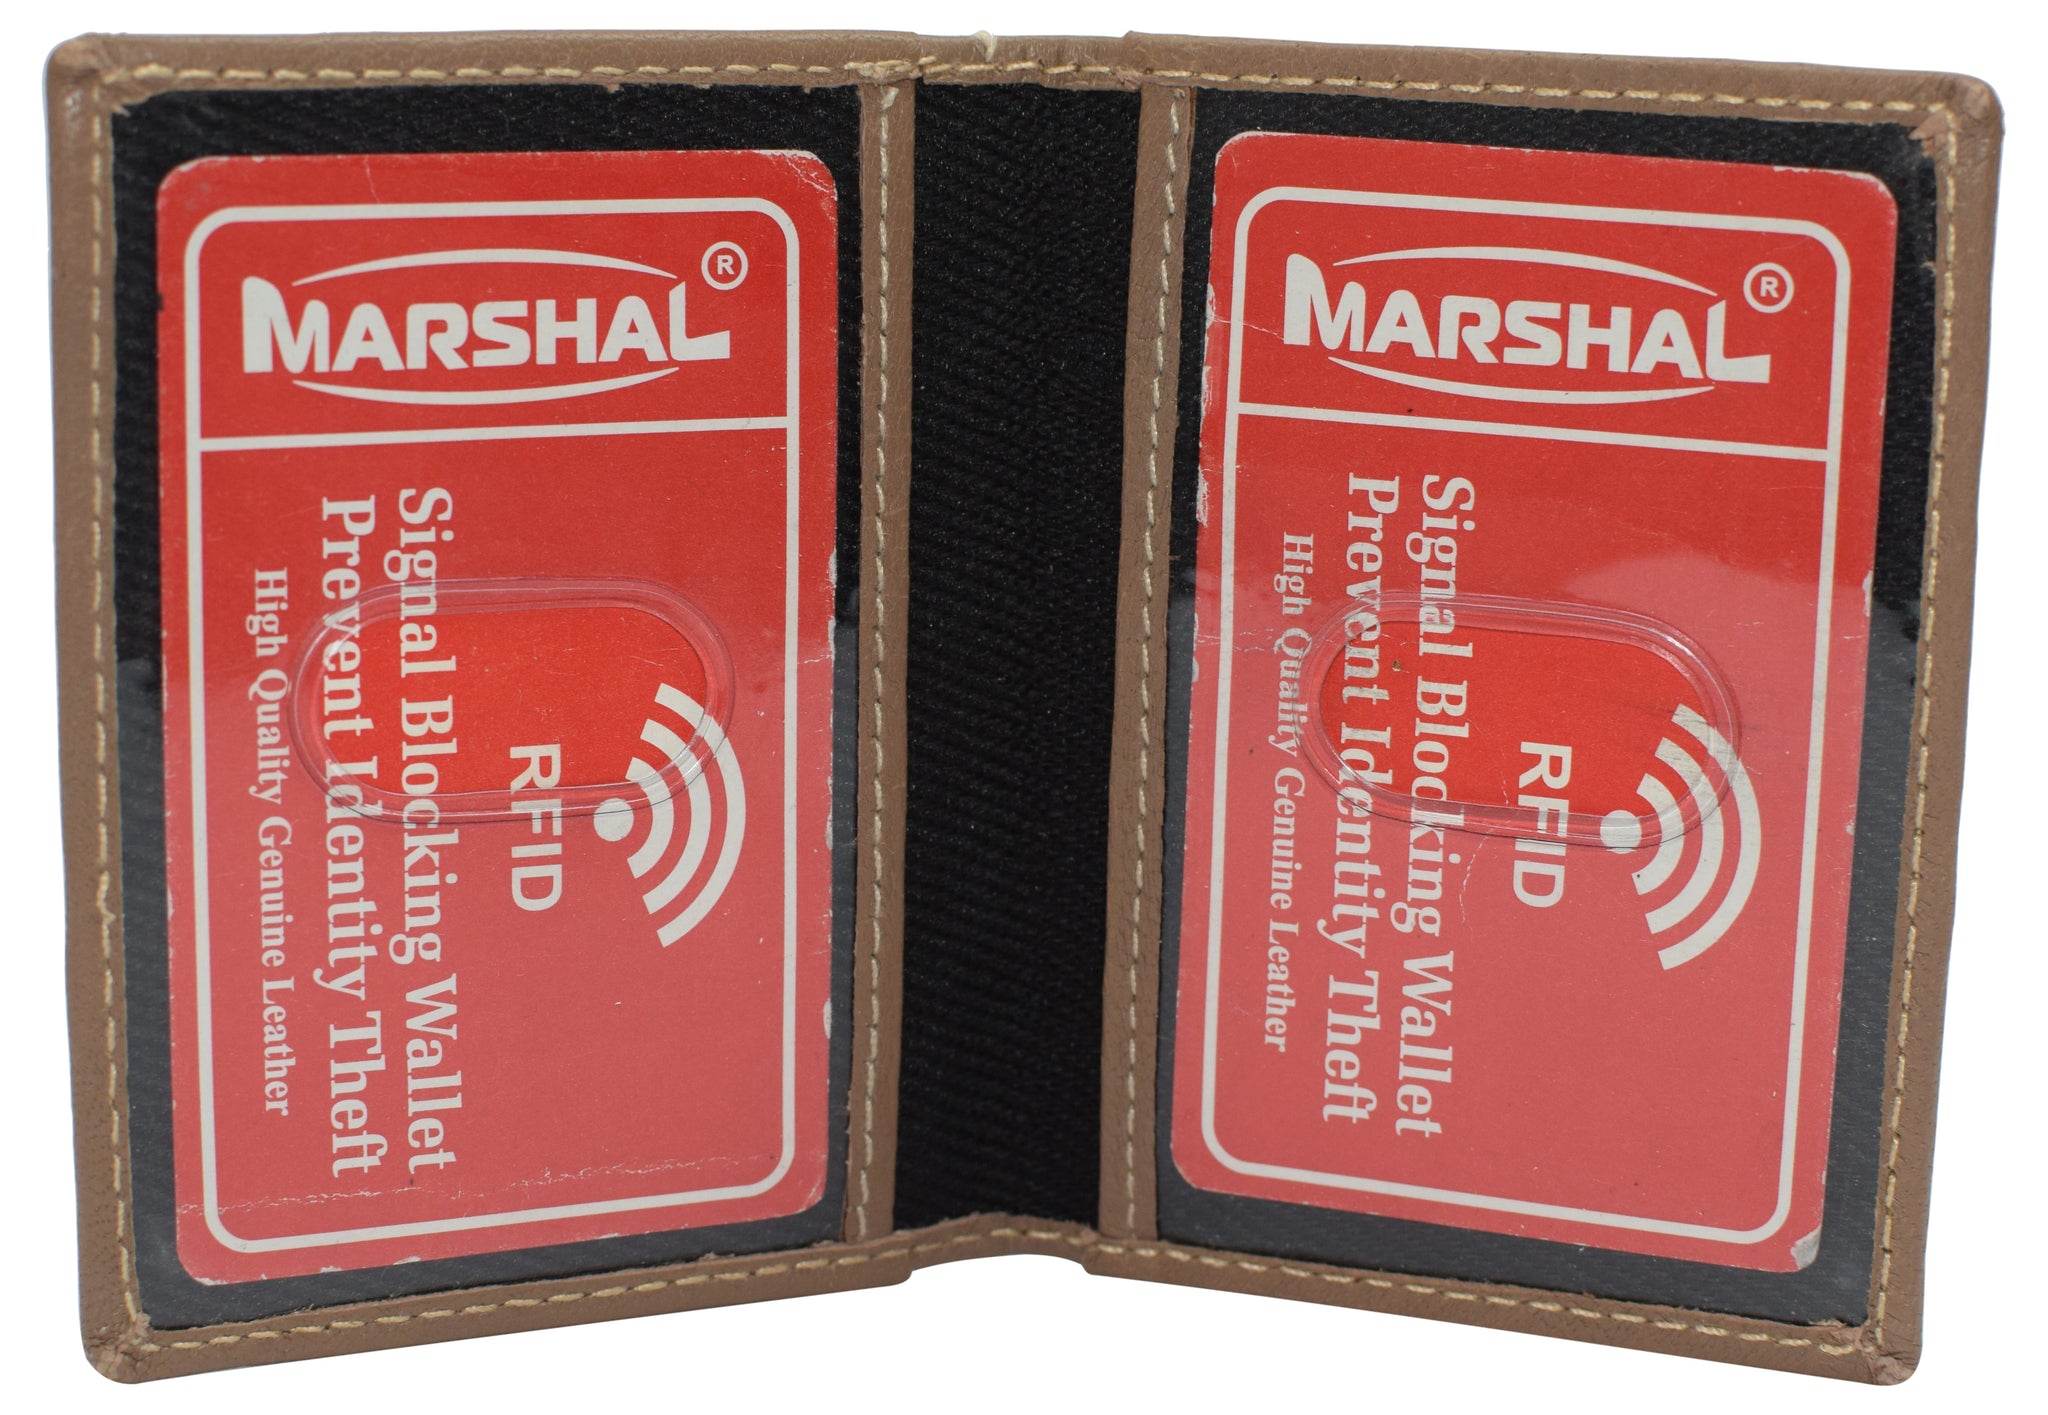 MARSHAL®
RFID
Signal Blocking Wallet
Prevent Identity Theft
High Quality Genuine Leather
MARSHAL®
RFID
Signal Blocking Wallet
Prevent Identity Theft
High Quality Genuine Leather